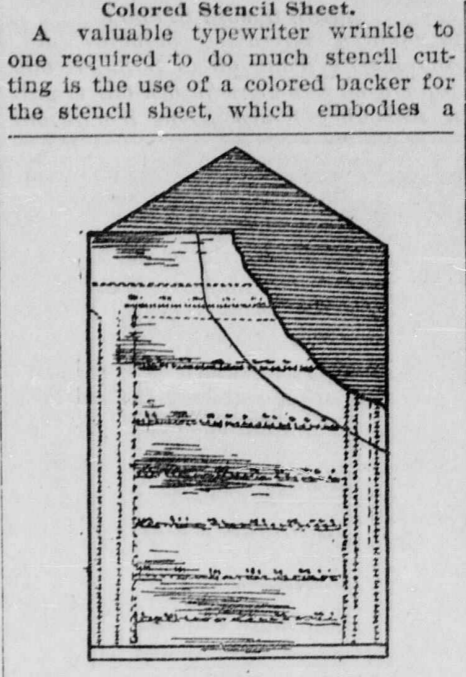 Colored Stencil Sheet.
A valuable typewriter wrinkle to
one required to do much stencil cut-
ting is the use of a colored backer for
the stencil sheet, which embodies a